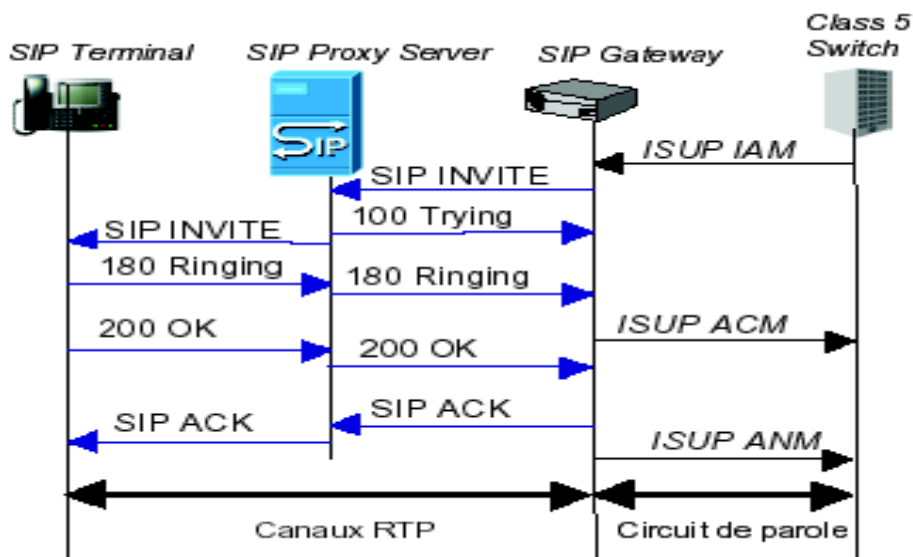 Class 5
Switch
SIP Terminal
SIP Proxy Server
SIP Gateway
SIP
ISUP IAM
SIP INVITE
100 Trying
SIP INVITE
180 Ringing
180 Ringing
200 OK
ISUP ACM
200 OK
SIP ACK
SIP ACK
ISUP ANM
Canaux RTP
Circuit de parole